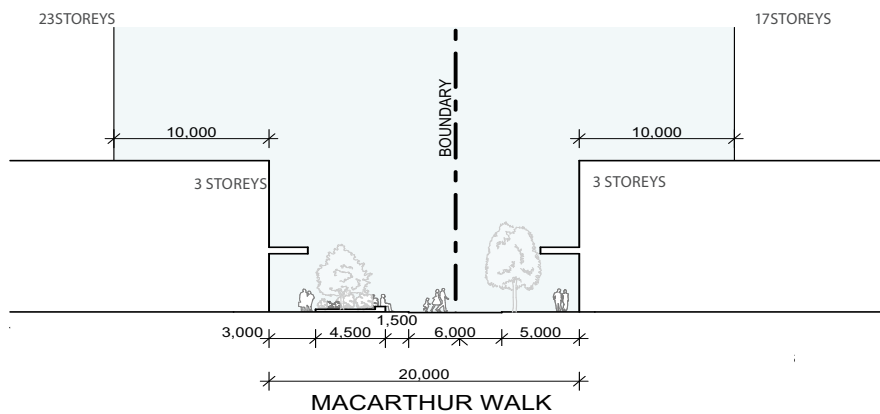 23STOREYS
17STOREYS
BOUNDARY
10,000
10,000
3 STOREYS
3 STOREYS
1,500
3,000
4,500
6,000
5,000
20,000
MACARTHUR WALK